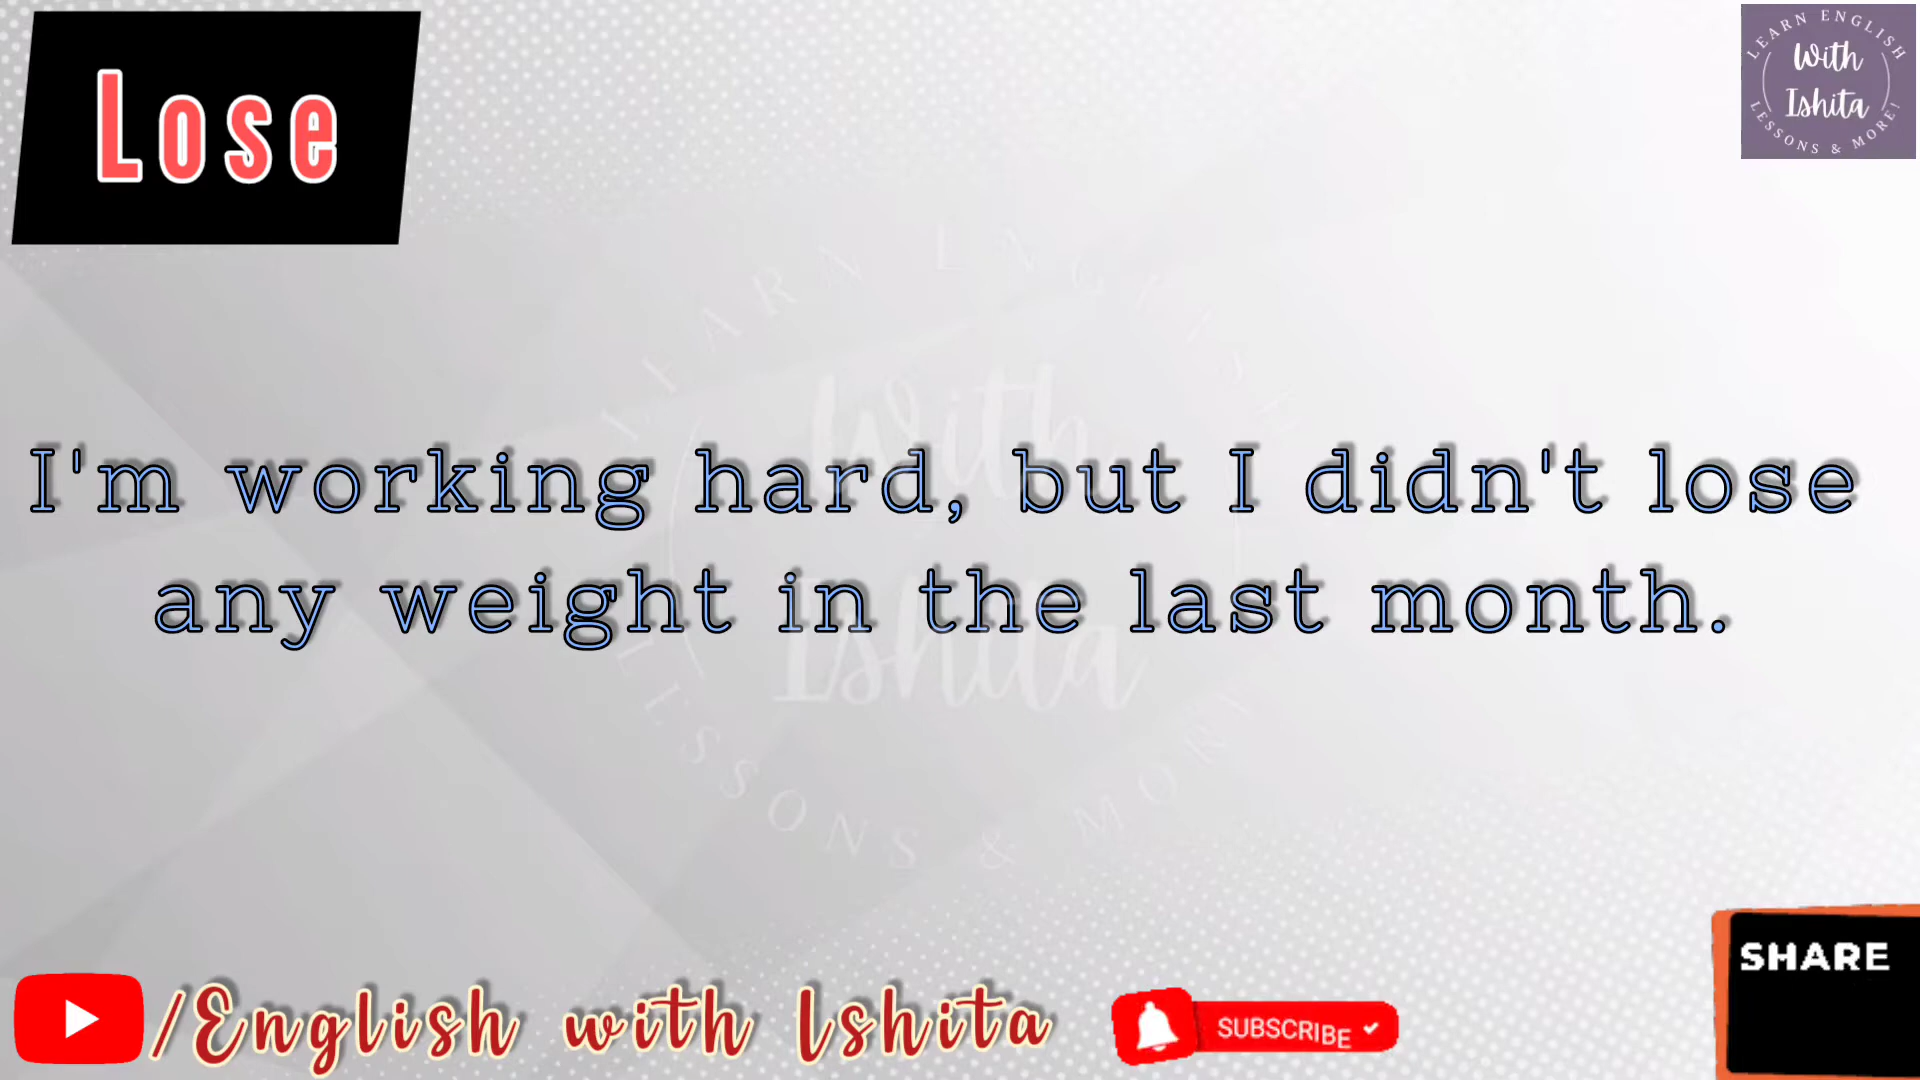 Lose
LEARN ENGLISH
With
Ishita
LESSONS & MORE!
I'm working hard, but I didn't lose
any weight in the last month.
/English with Ishita
SUBSCRIBE
SHARE